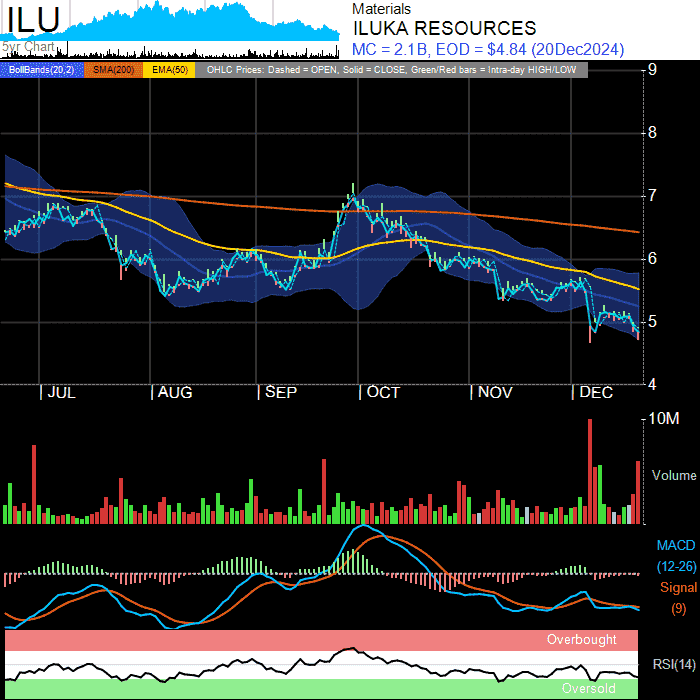 ILU
5yr Chart
Materials
ILUKA RESOURCES
MC = 2.1B, EOD = $4.84 (20Dec2024)
BollBands(20,2) SMA(200) EMA(50) OHLC Prices: Dashed = OPEN, Solid = CLOSE, Green/Red bars = Intra-day HIGH/LOW
9
8
7
6
5
4
JUL AUG SEP OCT NOV DEC
10M
Volume
MACD
(12-26)
Signal
(9)
Overbought
RSI(14)
Oversold